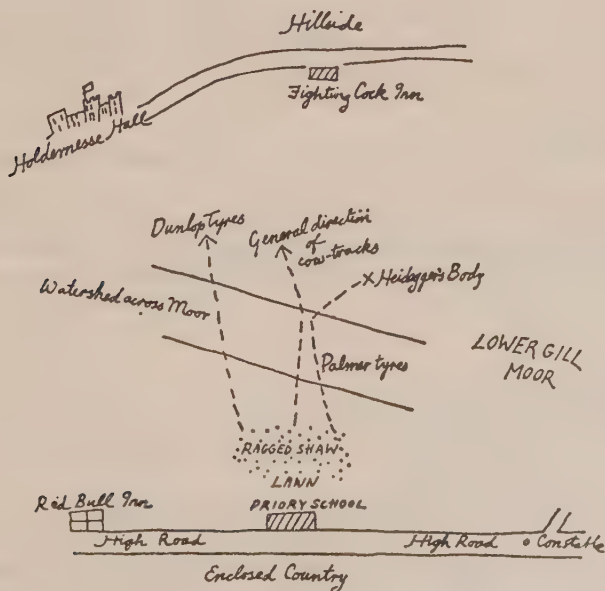 Hillside
Fighting Cock Inn
Holdernesse Hall
Dunlop Tyres
General direction
of
cow-tracks
x Heidegger's Body
Watershed across Moor
LOWER GILL
MOOR
Palmer tyres
RAGGED SHAW
LAWN
Red Bull Inn
PRIORY SCHOOL
High Road
High Road
Constable
Enclosed Country